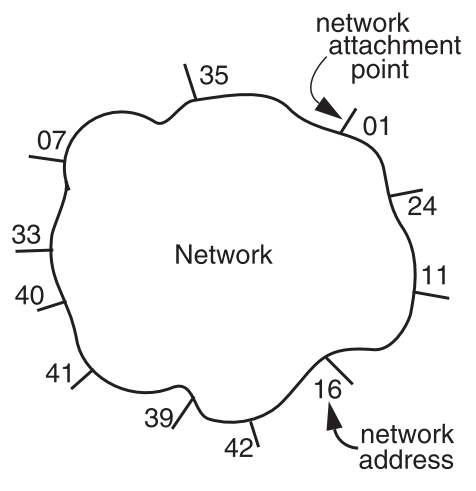 network
attachment
point
35
01
07
24
33
Network
11
40
41
16
39
42
network
address